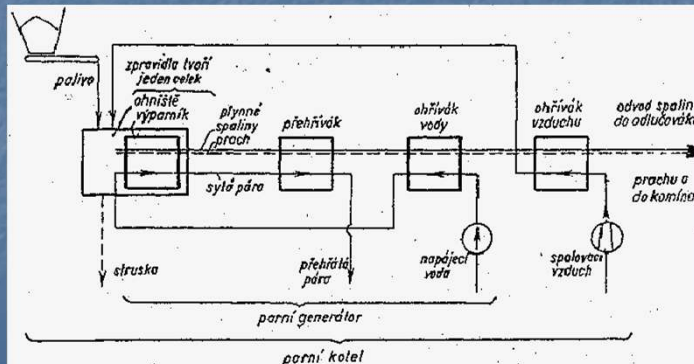 palivo
zpravidla tvoří
jeden celek
ohniště
výparník
plynné
spaliny
prach
přehřívák
ohřívák
vody
ohřívák
vzduchu
odvod spalin
do odlučováků
prachu a
do komína
sytá pára
struska
přehřátá
pára
napájecí
voda
spalovací
vzduch
parní generátor
parní kotel